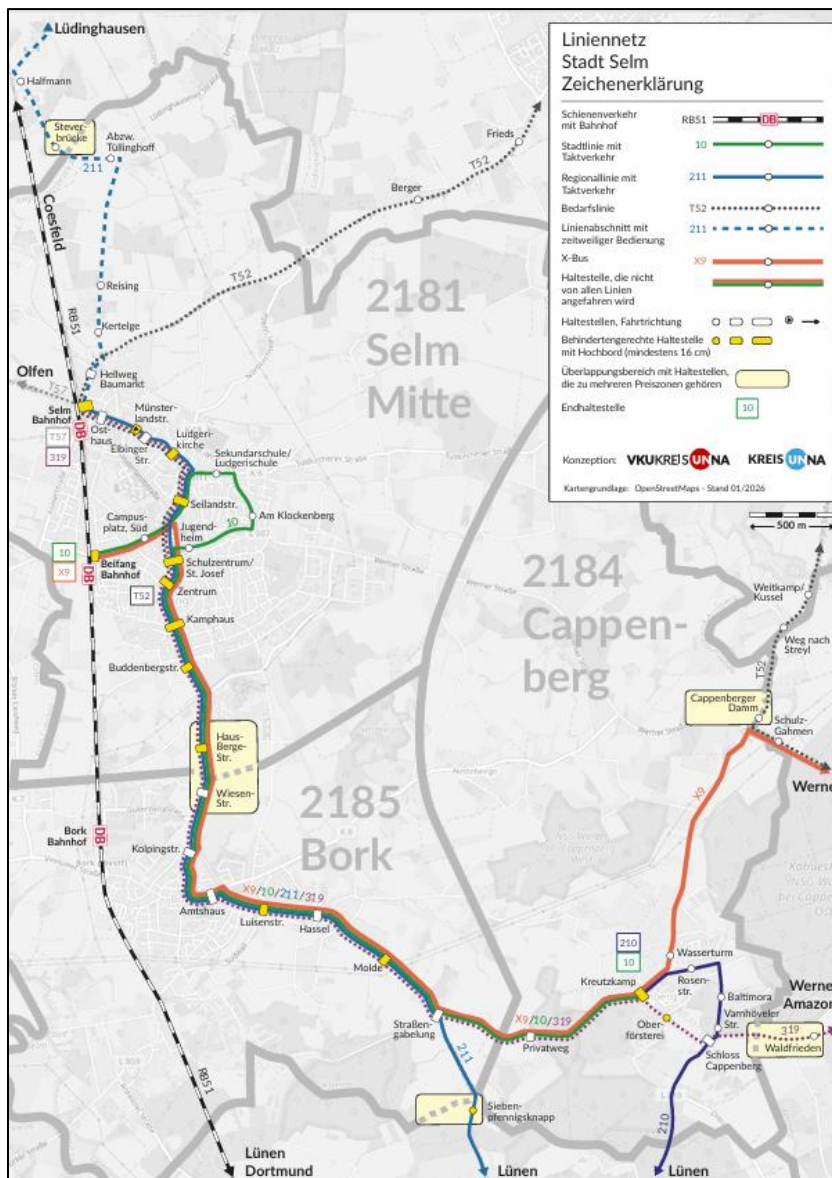 Lüdinghausen
Halfmann
Stever-
brücke
Abzw.
Tüllinghoff
211
Frieds
T52
Berger
Coesfeld
RB51
T52
Reising
Kertelge
2181
Selm
Mitte
Olfen
T57
Hellweg
Baumarkt
Selm
Bahnhof
DB
T57
319
Ost-
haus
Münster-
landstr.
Elbinger
Str.
Ludgeri-
kirche
Sekundarschule/
Ludgerischule
Seilandstr.
Campus-
platz, Süd
Jugend-
heim
10
Am Klockenberg
10
X9
Beifang
Bahnhof
DB
Schulzentrum/
St. Josef
T52
Zentrum
Kamphaus
Buddenbergstr.
2184
Cappen-
berg
Haus-
Berge-
Str.
Wiesen-
Str.
2185
Bork
Bork
Bahnhof
DB
Kolpingstr.
Amtshaus
X9/10/211/319
Luisenstr.
Hassel
Molde
Straßen-
gabelung
X9/10/319
Privatweg
211
Sieben-
pfennigsknapp
RB51
Lünen
Dortmund
Lünen
Lünen
210
210
10
Kreutzkamp
Wasserturm
Rosen-
str.
Baltimora
Varnhöveler
Str.
Ober-
försterei
Schloss
Cappenberg
319
Waldfrieden
Werne
Amazon
X9
Cappenberger
Damm
Schulz-
Gahmen
Werne
T52
Weitkamp/
Kussel
Weg nach
Streyl
500 m
Liniennetz
Stadt Selm
Zeichenerklärung
Schienenverkehr
mit Bahnhof
RB51
DB
Stadtlinie mit
Taktverkehr
10
Regionallinie mit
Taktverkehr
211
Bedarfslinie
T52
Linienabschnitt mit
zeitweiliger Bedienung
211
X-Bus
X9
Haltestelle, die nicht
von allen Linien
angefahren wird
Haltestellen, Fahrtrichtung
Behindertengerechte Haltestelle
mit Hochbord (mindestens 16 cm)
Überlappungsbereich mit Haltestellen,
die zu mehreren Preiszonen gehören
Endhaltestelle
10
Konzeption:
VKU KREIS UNNA
KREIS UNNA
Kartengrundlage: OpenStreetMaps - Stand 01/2026